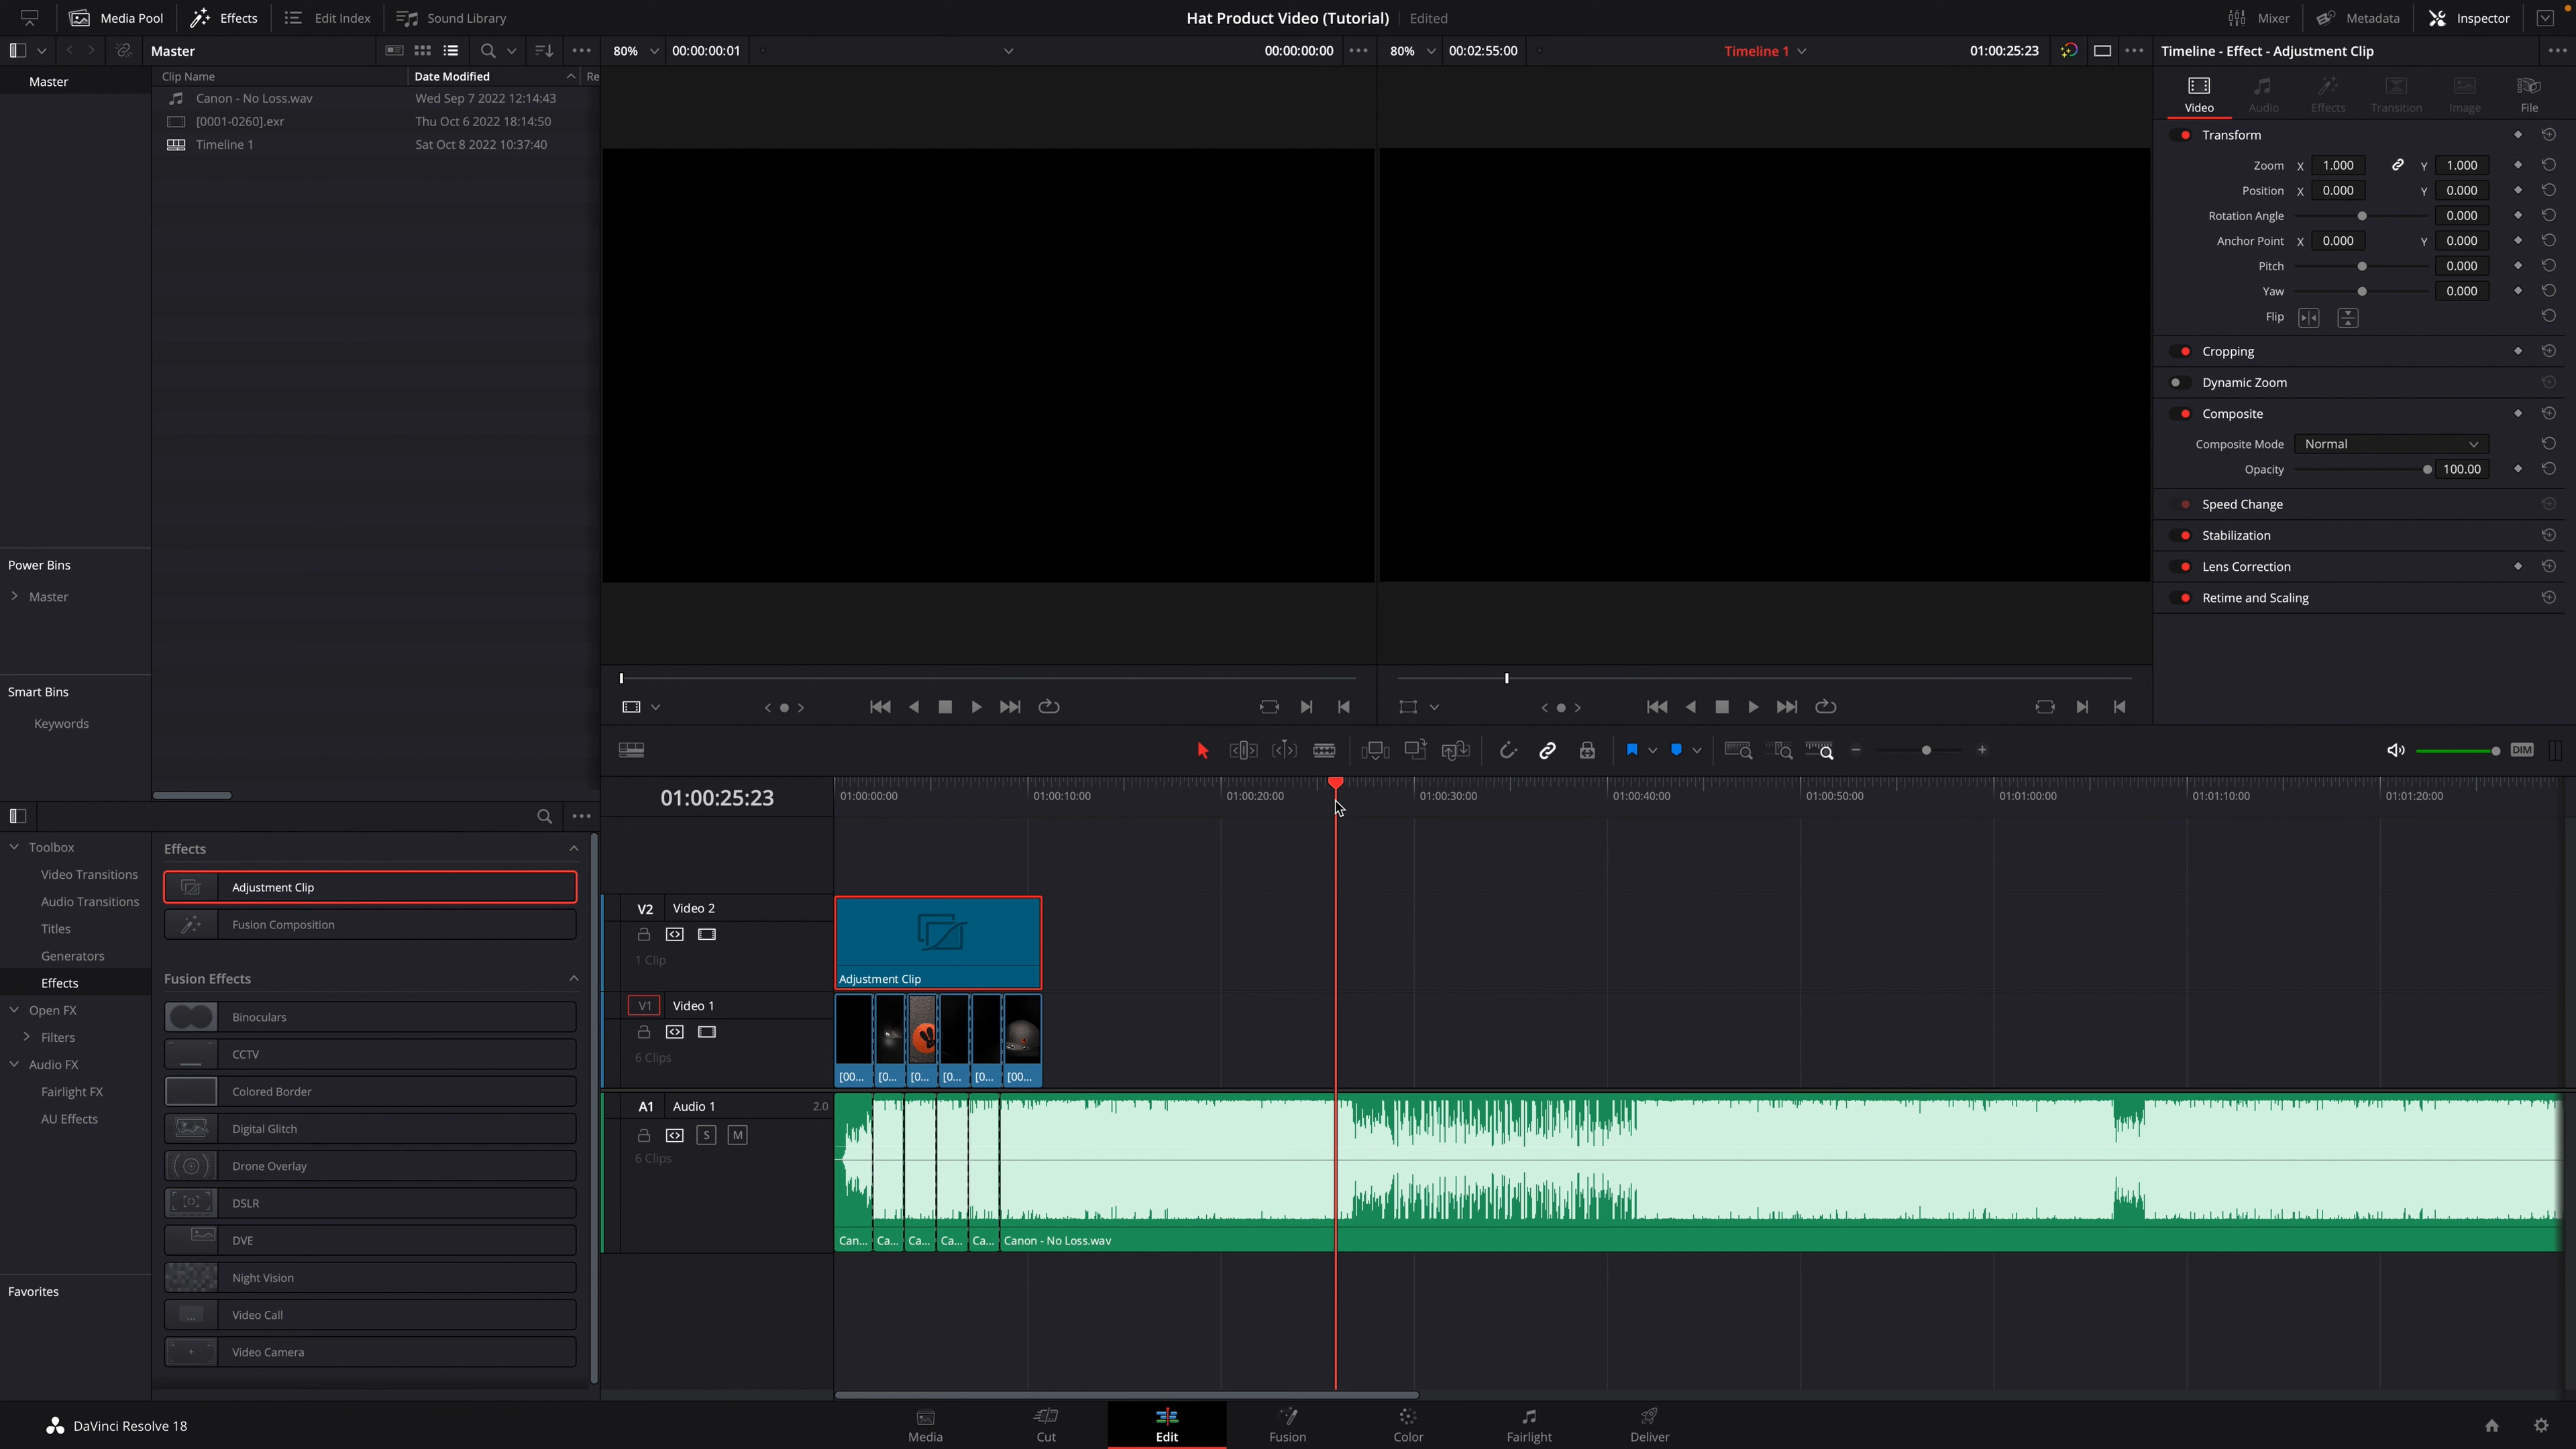 Media Pool Effects Edit Index Sound Library Hat Product Video (Tutorial) Edited Mixer Metadata Inspector
Master 80% 00:00:00:01 00:00:00:00 80% 00:02:55:00 Timeline 1 01:00:25:23 Timeline - Effect - Adjustment Clip
Master
Clip Name Date Modified Re
Canon - No Loss.wav Wed Sep 7 2022 12:14:43
[0001-0260].exr Thu Oct 6 2022 18:14:50
Timeline 1 Sat Oct 8 2022 10:37:40
Power Bins
Master
Smart Bins
Keywords
Video Audio Effects Transition Image File
Transform
Zoom X 1.000 Y 1.000
Position X 0.000 Y 0.000
Rotation Angle 0.000
Anchor Point X 0.000 Y 0.000
Pitch 0.000
Yaw 0.000
Flip
Cropping
Dynamic Zoom
Composite
Composite Mode Normal
Opacity 100.00
Speed Change
Stabilization
Lens Correction
Retime and Scaling
DIM
Toolbox
Video Transitions
Audio Transitions
Titles
Generators
Effects
Open FX
Filters
Audio FX
Fairlight FX
AU Effects
Favorites
Effects
Adjustment Clip
Fusion Composition
Fusion Effects
Binoculars
CCTV
Colored Border
Digital Glitch
Drone Overlay
DSLR
DVE
Night Vision
Video Call
Video Camera
01:00:25:23 01:00:00:00 01:00:10:00 01:00:20:00 01:00:30:00 01:00:40:00 01:00:50:00 01:01:00:00 01:01:10:00 01:01:20:00
V2 Video 2
1 Clip
Adjustment Clip
V1 Video 1
6 Clips
[00... [0... [0... [0... [0... [00...
A1 Audio 1 2.0
S M
6 Clips
Can... Ca... Ca... Ca... Ca... Canon - No Loss.wav
DaVinci Resolve 18 Media Cut Edit Fusion Color Fairlight Deliver